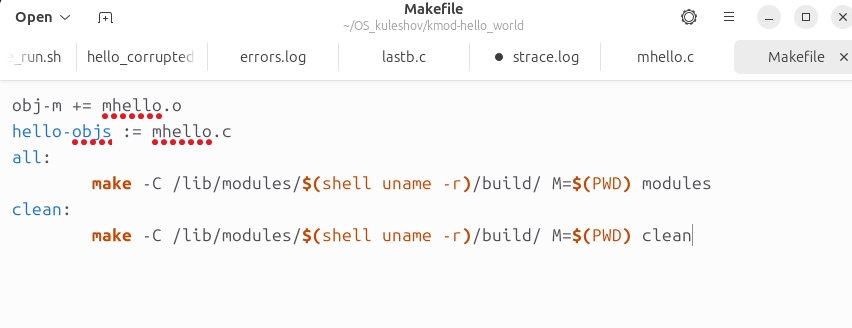 Open
Makefile
~/OS_kuleshov/kmod-hello_world
e_run.sh
hello_corrupted
errors.log
lastb.c
strace.log
mhello.c
Makefile
obj-m += mhello.o
hello-objs := mhello.c
all:
make -C /lib/modules/$(shell uname -r)/build/ M=$(PWD) modules
clean:
make -C /lib/modules/$(shell uname -r)/build/ M=$(PWD) clean